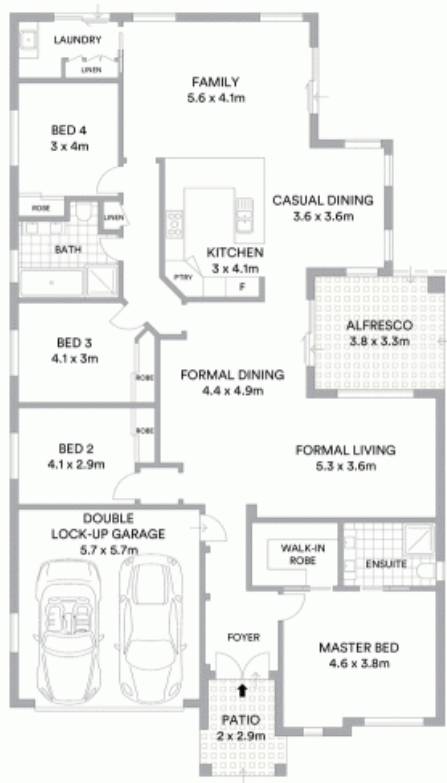 LAUNDRY
LINEN
FAMILY
5.6 x 4.1m
BED 4
3 x 4m
ROBE
LINEN
CASUAL DINING
3.6 x 3.6m
BATH
KITCHEN
3 x 4.1m
PTRY
F
ALFRESCO
3.8 x 3.3m
BED 3
4.1 x 3m
ROBE
FORMAL DINING
4.4 x 4.9m
ROBE
BED 2
4.1 x 2.9m
FORMAL LIVING
5.3 x 3.6m
DOUBLE
LOCK-UP GARAGE
5.7 x 5.7m
WALK-IN
ROBE
ENSUITE
FOYER
MASTER BED
4.6 x 3.8m
PATIO
2 x 2.9m